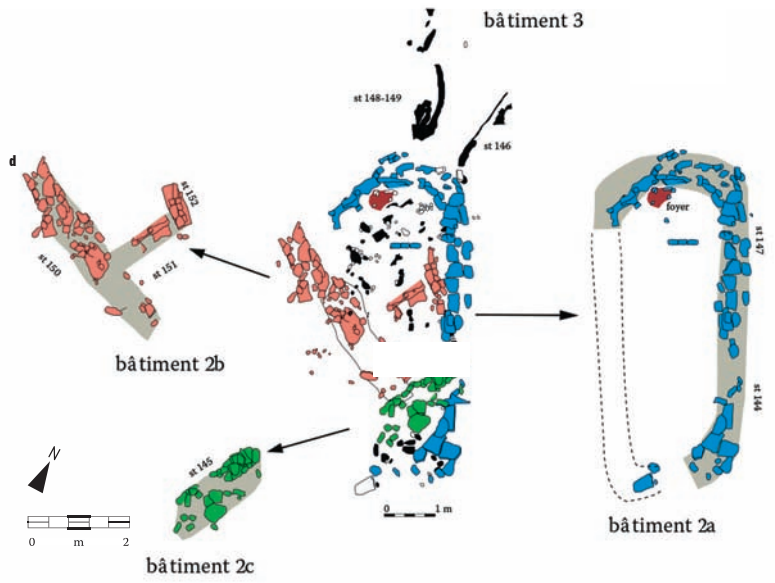 bâtiment 3
0
st 148-149
st 146
d
st 152
foyer
st 147
st 150
st 151
bâtiment 2b
st 144
st 145
N
0 1 m
bâtiment 2a
0 m 2
bâtiment 2c